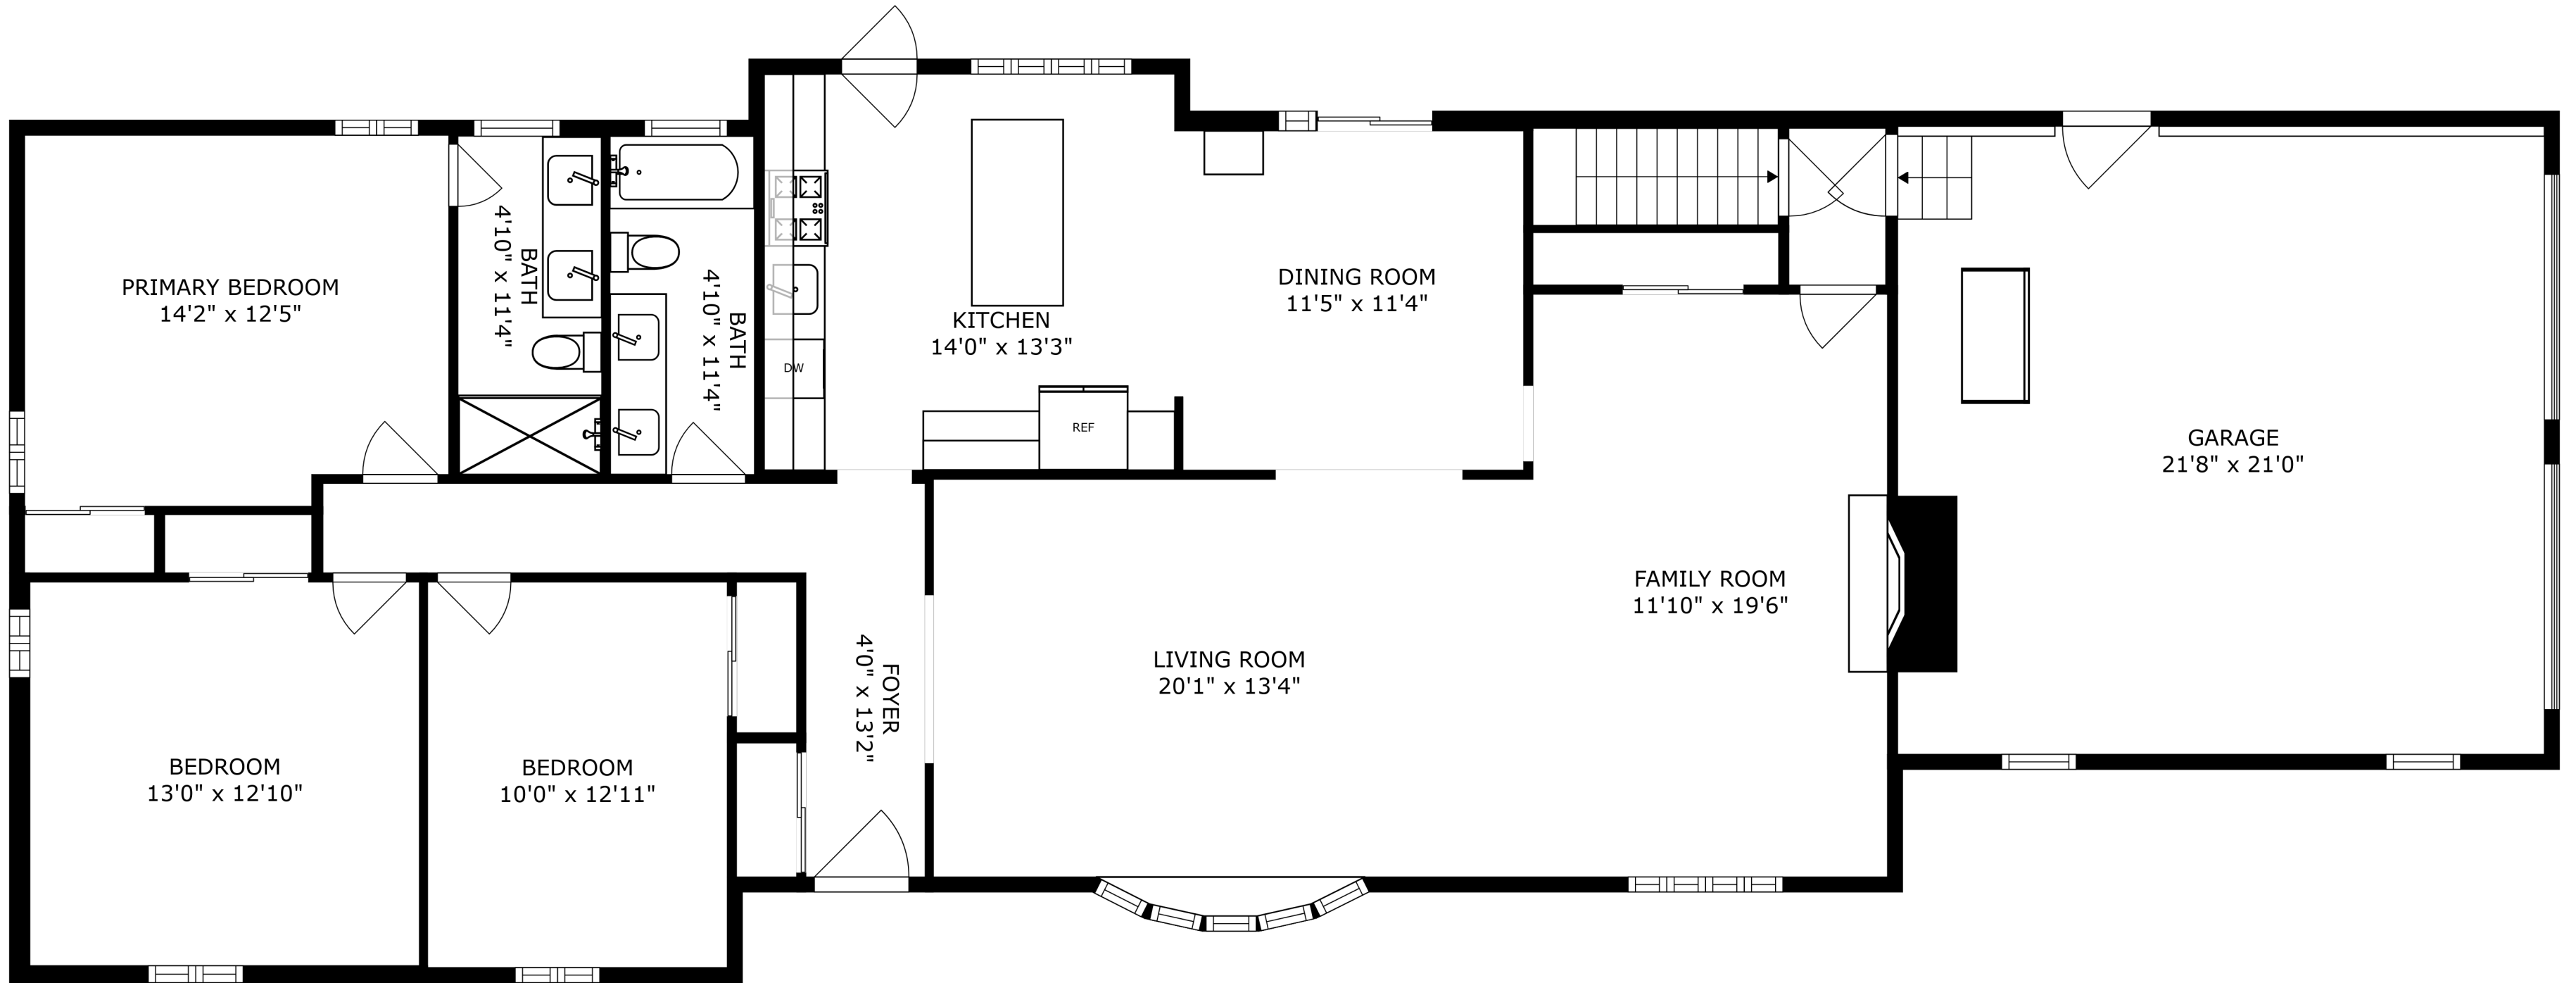 PRIMARY BEDROOM
14'2" x 12'5"
BATH
4'10" x 11'4"
BATH
4'10" x 11'4"
DW
KITCHEN
14'0" x 13'3"
REF
DINING ROOM
11'5" x 11'4"
GARAGE
21'8" x 21'0"
FAMILY ROOM
11'10" x 19'6"
LIVING ROOM
20'1" x 13'4"
FOYER
4'0" x 13'2"
BEDROOM
13'0" x 12'10"
BEDROOM
10'0" x 12'11"